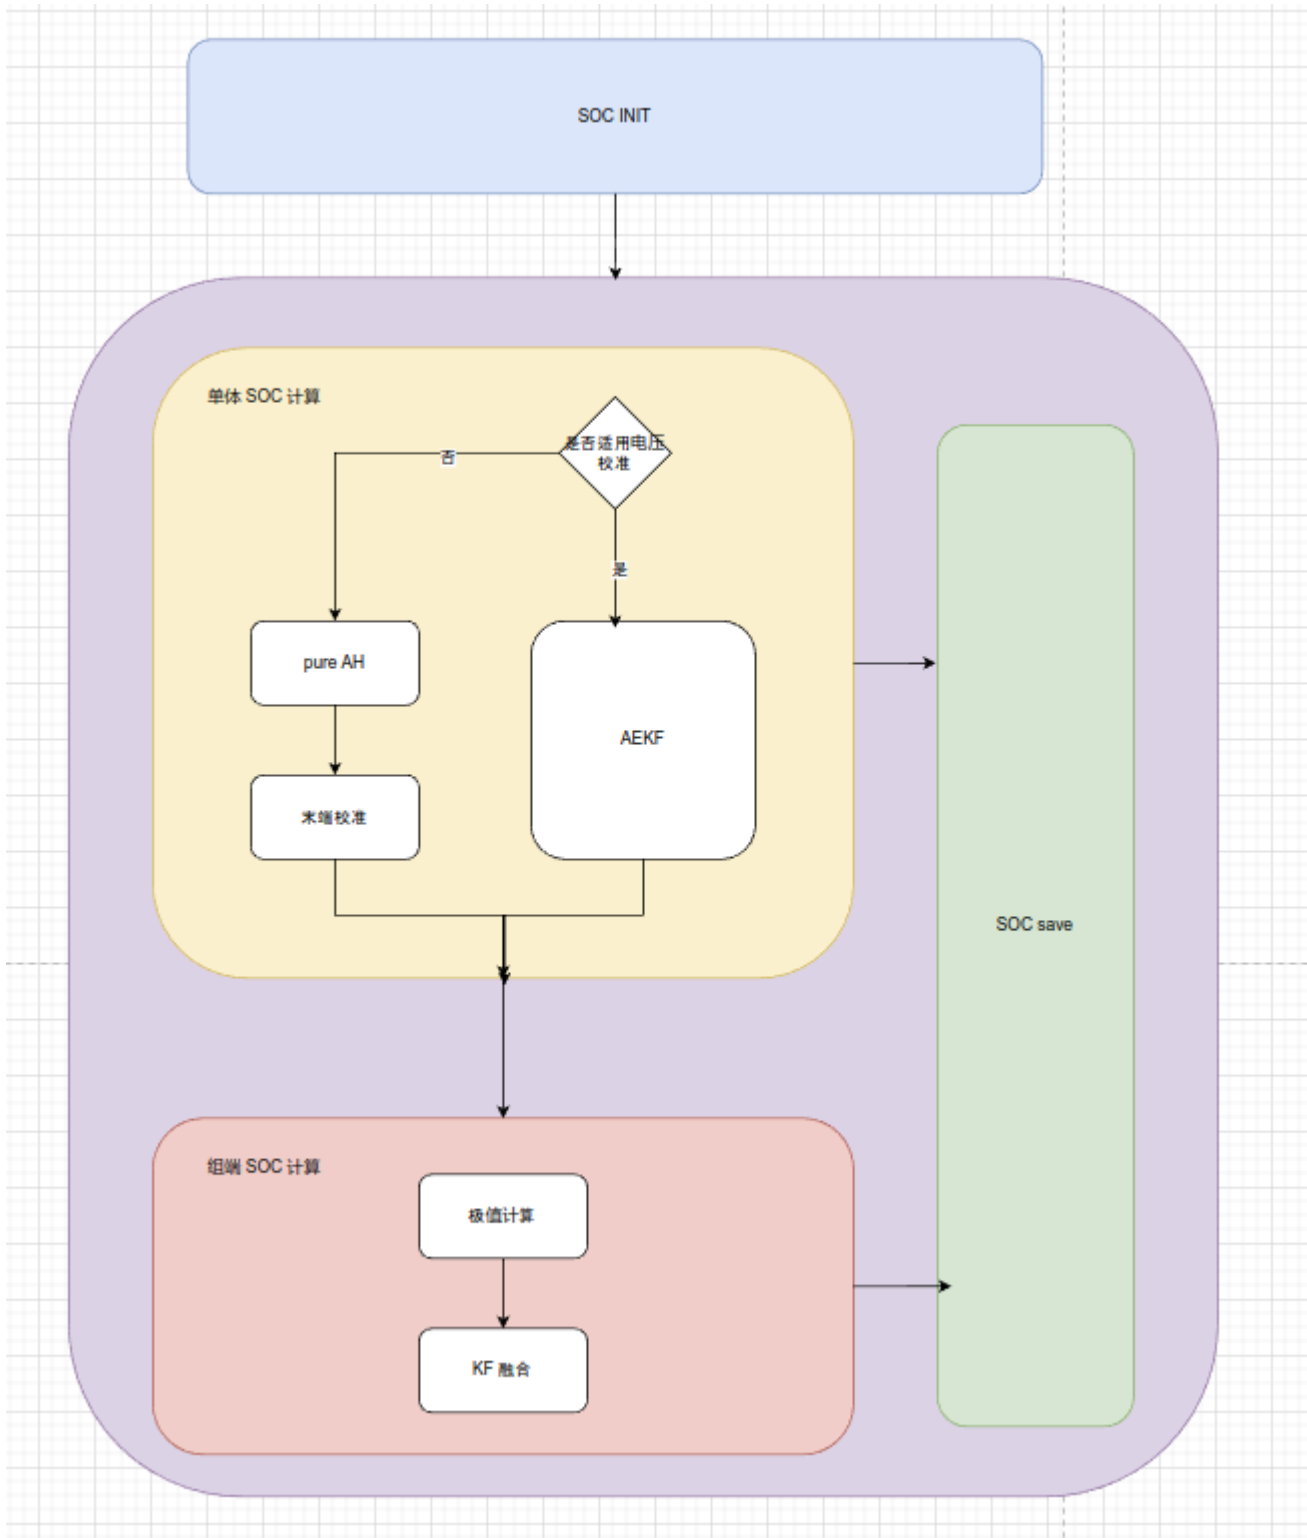 SOC INIT
单体 SOC 计算
是否适用电压
校准
否
是
pure AH
AEKF
末端校准
SOC save
组端 SOC 计算
极值计算
KF 融合